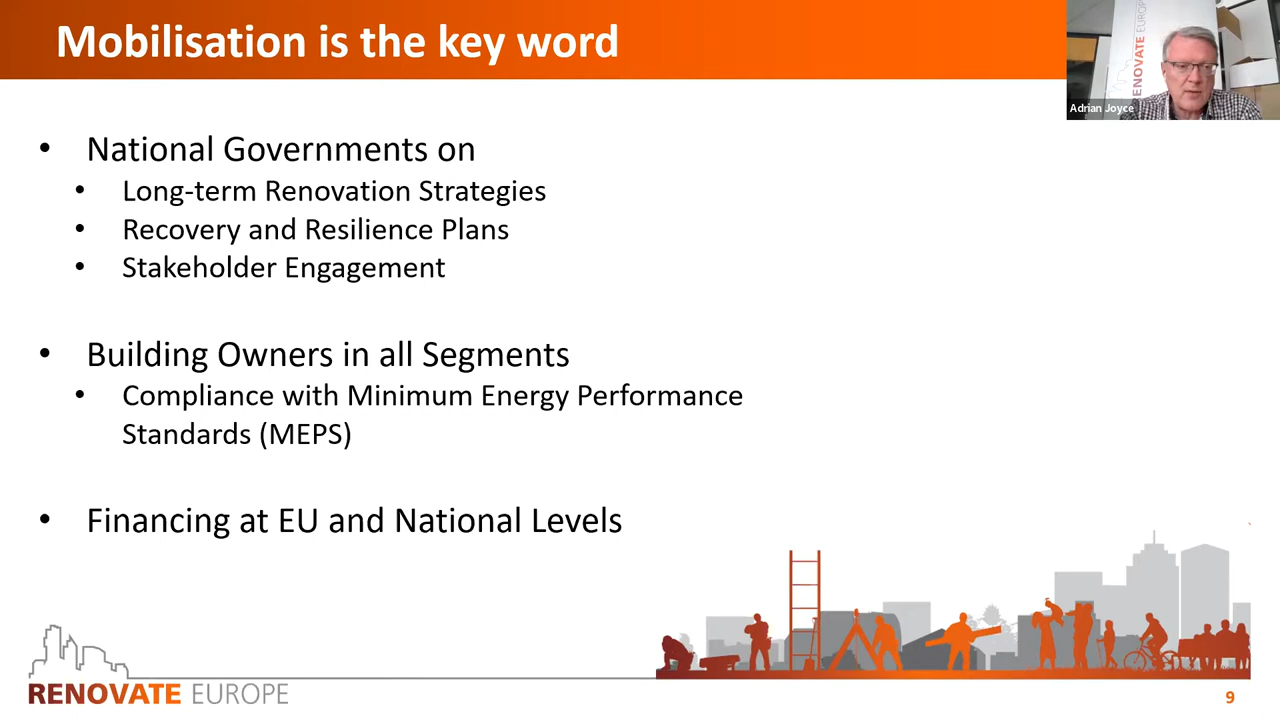 Mobilisation is the key word
RENOVATE EUROPE
Adrian Joyce
• National Governments on
• Long-term Renovation Strategies
• Recovery and Resilience Plans
• Stakeholder Engagement
• Building Owners in all Segments
• Compliance with Minimum Energy Performance
Standards (MEPS)
• Financing at EU and National Levels
RENOVATE EUROPE
9